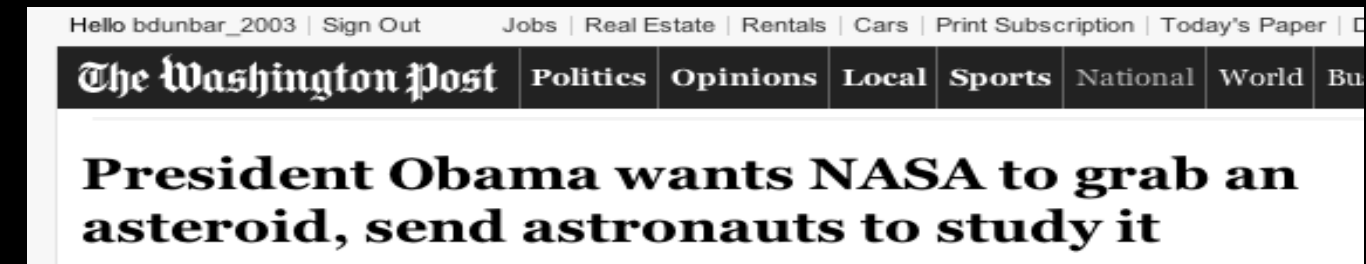 Hello bdunbar_2003 | Sign Out Jobs | Real Estate | Rentals | Cars | Print Subscription | Today's Paper |
The Washington Post Politics Opinions Local Sports National World
President Obama wants NASA to grab an
asteroid, send astronauts to study it